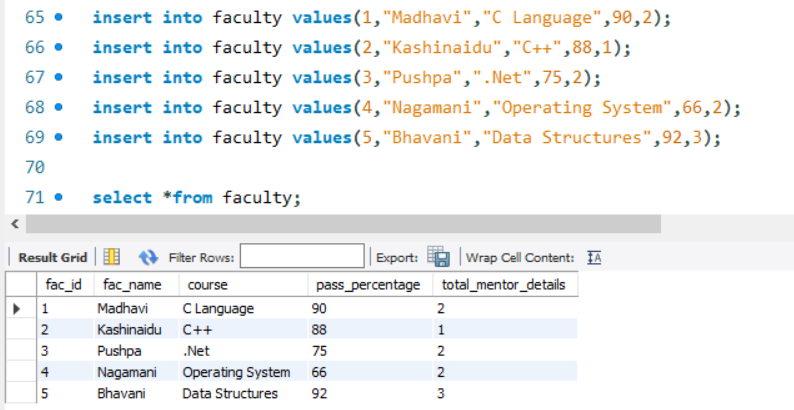 65 insert into faculty values(1,"Madhavi","C Language",90,2);
66 insert into faculty values(2,"Kashinaidu","C++",88,1);
67 insert into faculty values(3,"Pushpa",".Net",75,2);
68 insert into faculty values(4,"Nagamani","Operating System",66,2);
69 insert into faculty values(5,"Bhavani","Data Structures",92,3);
70
71 select *from faculty;
Result Grid Filter Rows: Export: Wrap Cell Content: IA
fac_id fac_name course pass_percentage total_mentor_details
1 Madhavi C Language 90 2
2 Kashinaidu C++ 88 1
3 Pushpa .Net 75 2
4 Nagamani Operating System 66 2
5 Bhavani Data Structures 92 3